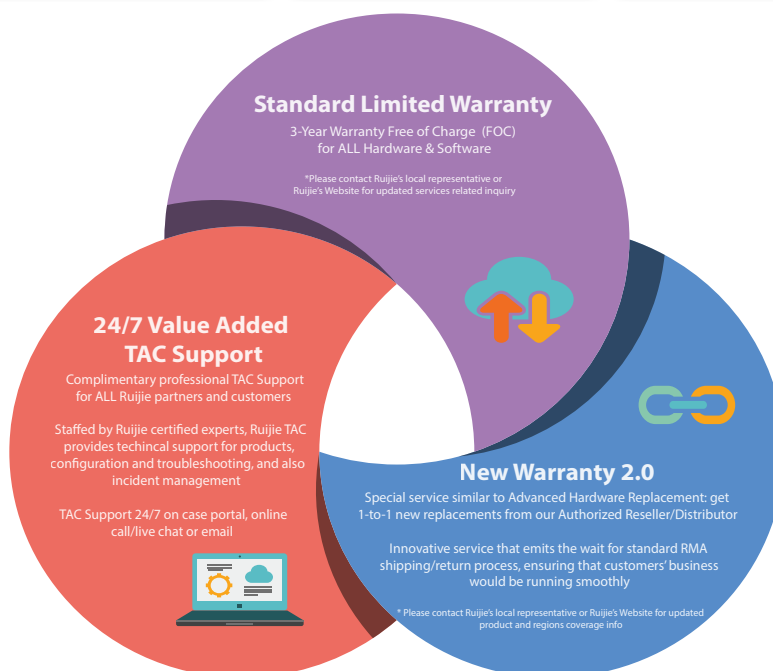 Standard Limited Warranty
3-Year Warranty Free of Charge (FOC)
for ALL Hardware & Software
*Please contact Ruijie's local representative or
Ruijie's Website for updated services related inquiry
24/7 Value Added
TAC Support
Complimentary professional TAC Support
for ALL Ruijie partners and customers
Staffed by Ruijie certified experts, Ruijie TAC
provides techincal support for products,
configuration and troubleshooting, and also
incident management
TAC Support 24/7 on case portal, online
call/live chat or email
New Warranty 2.0
Special service similar to Advanced Hardware Replacement: get
1-to-1 new replacements from our Authorized Reseller/Distributor
Innovative service that emits the wait for standard RMA
shipping/return process, ensuring that customers' business
would be running smoothly
* Please contact Ruijie's local representative or Ruijie's Website for updated
product and regions coverage info